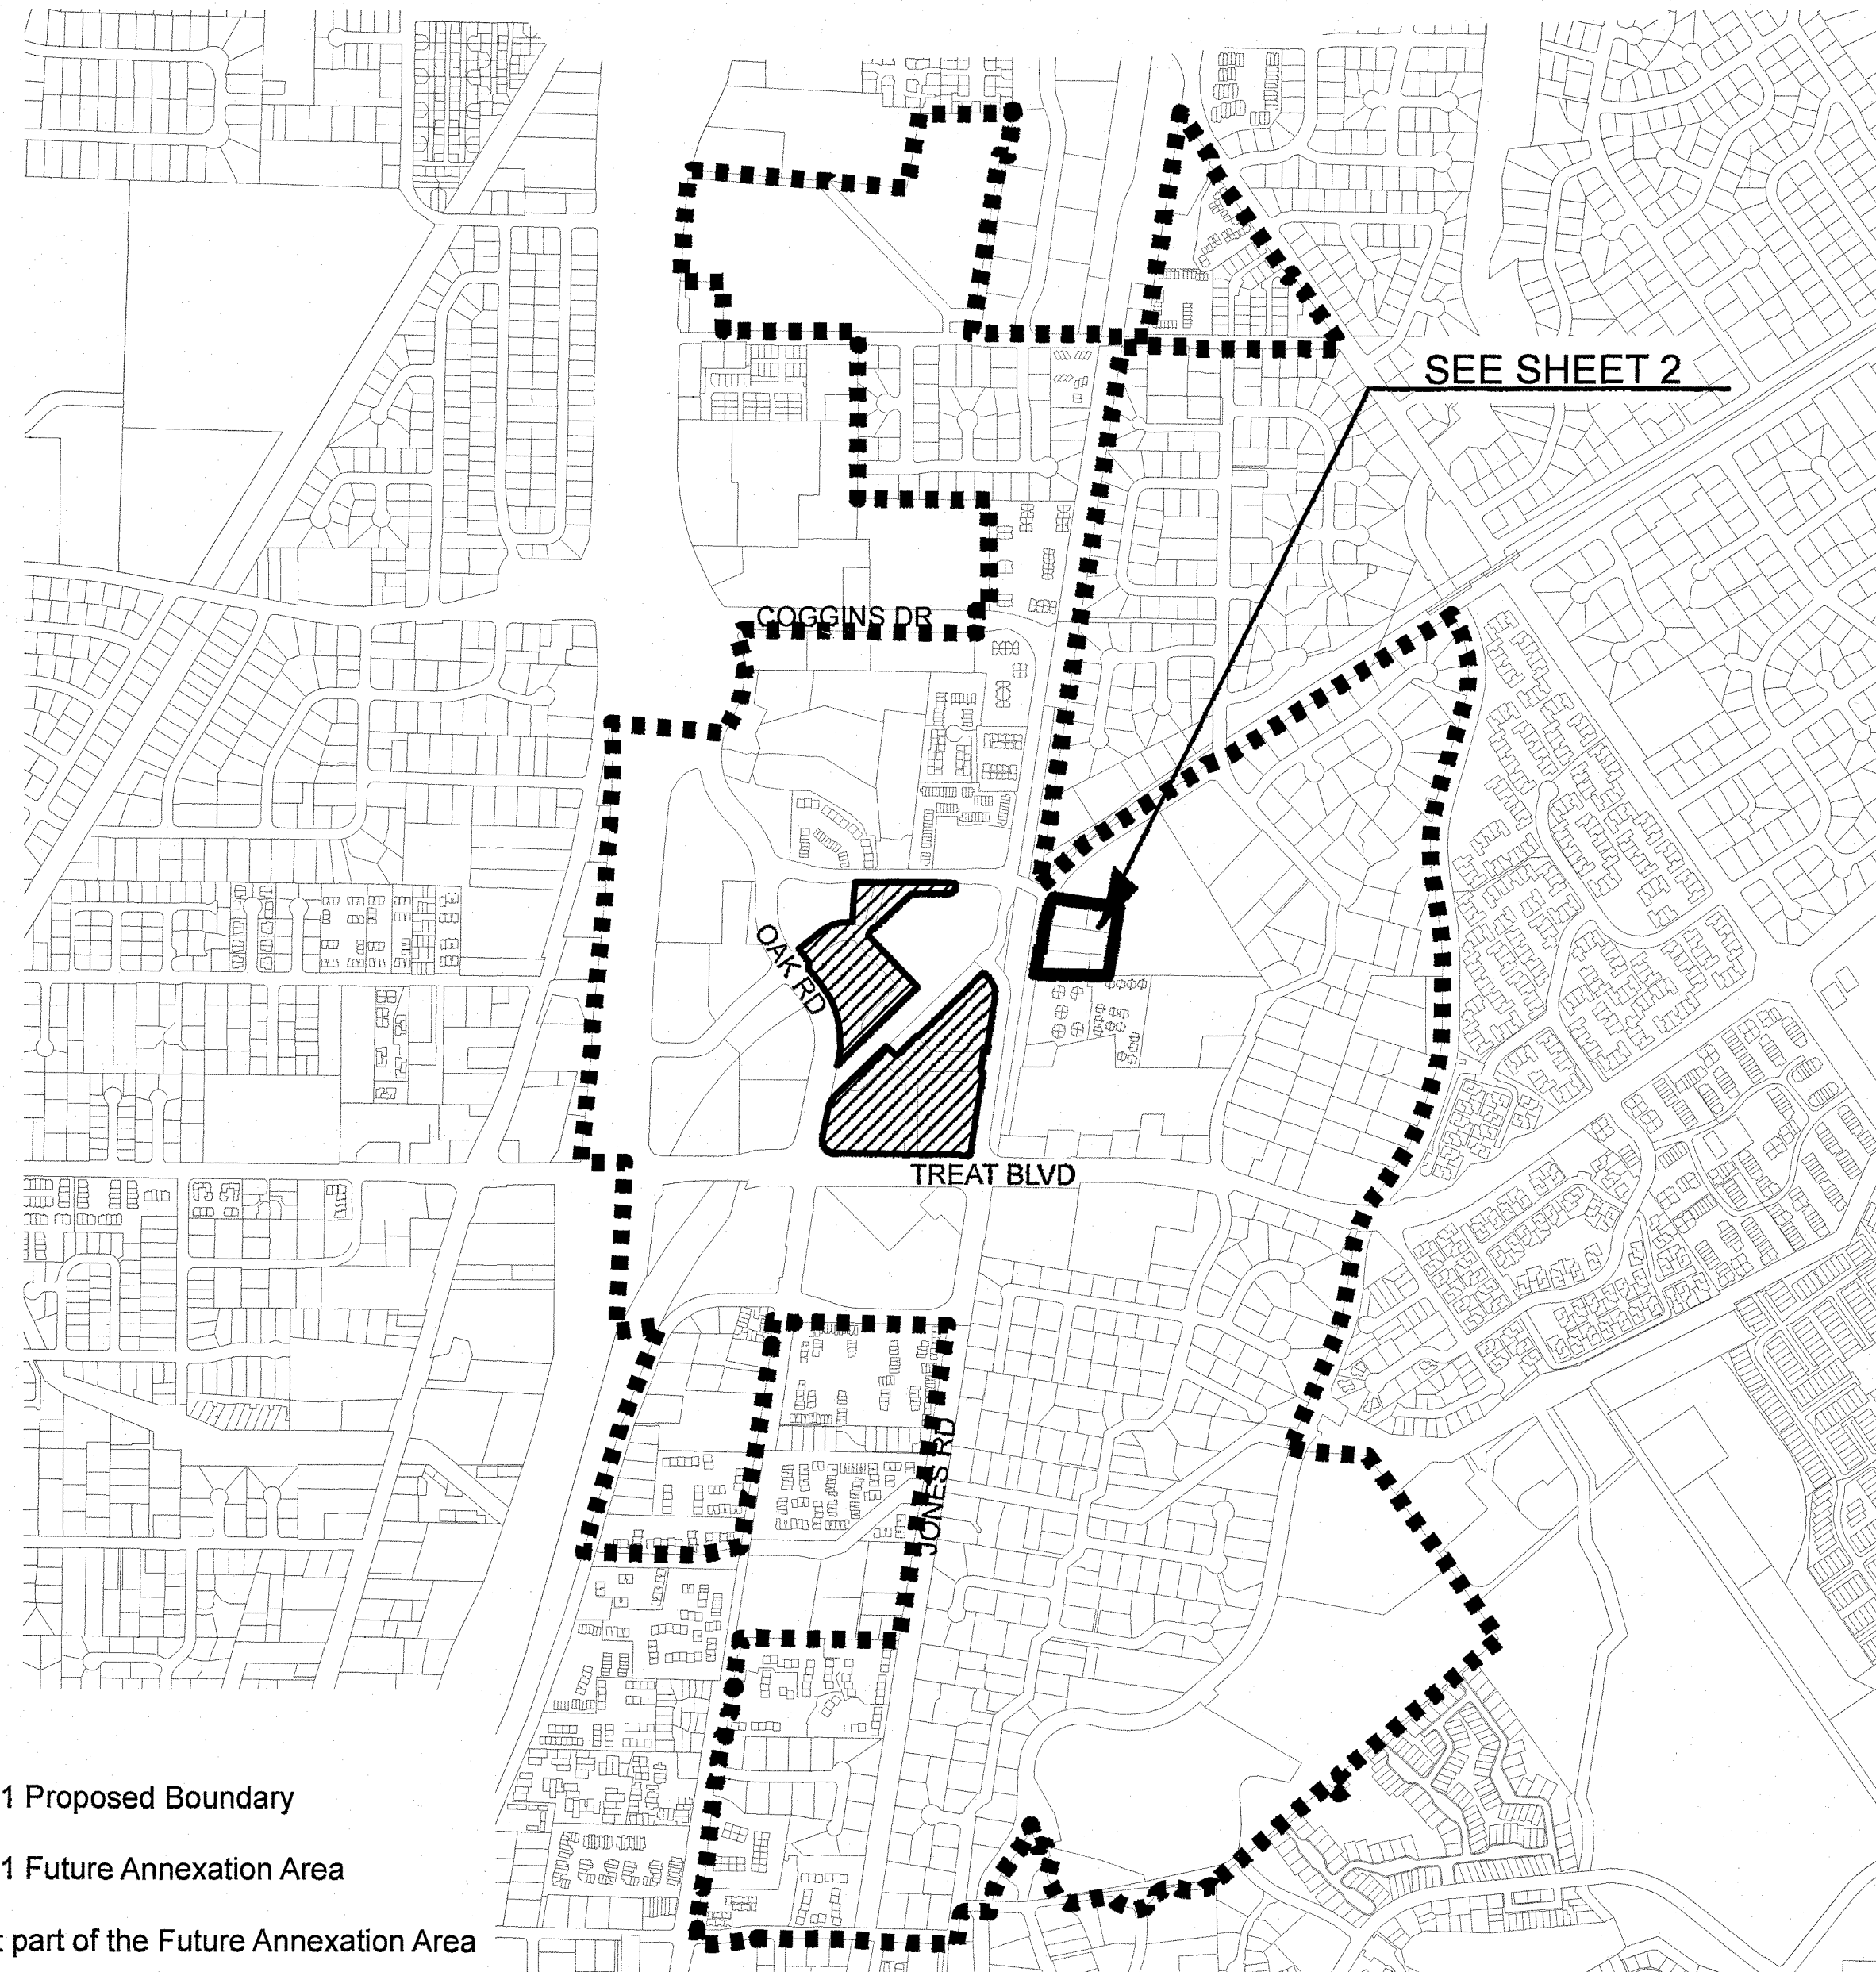 SEE SHEET 2
COGGINS DR
OAK RD
TREAT BLVD
JONES RD
1 Proposed Boundary
1 Future Annexation Area
part of the Future Annexation Area